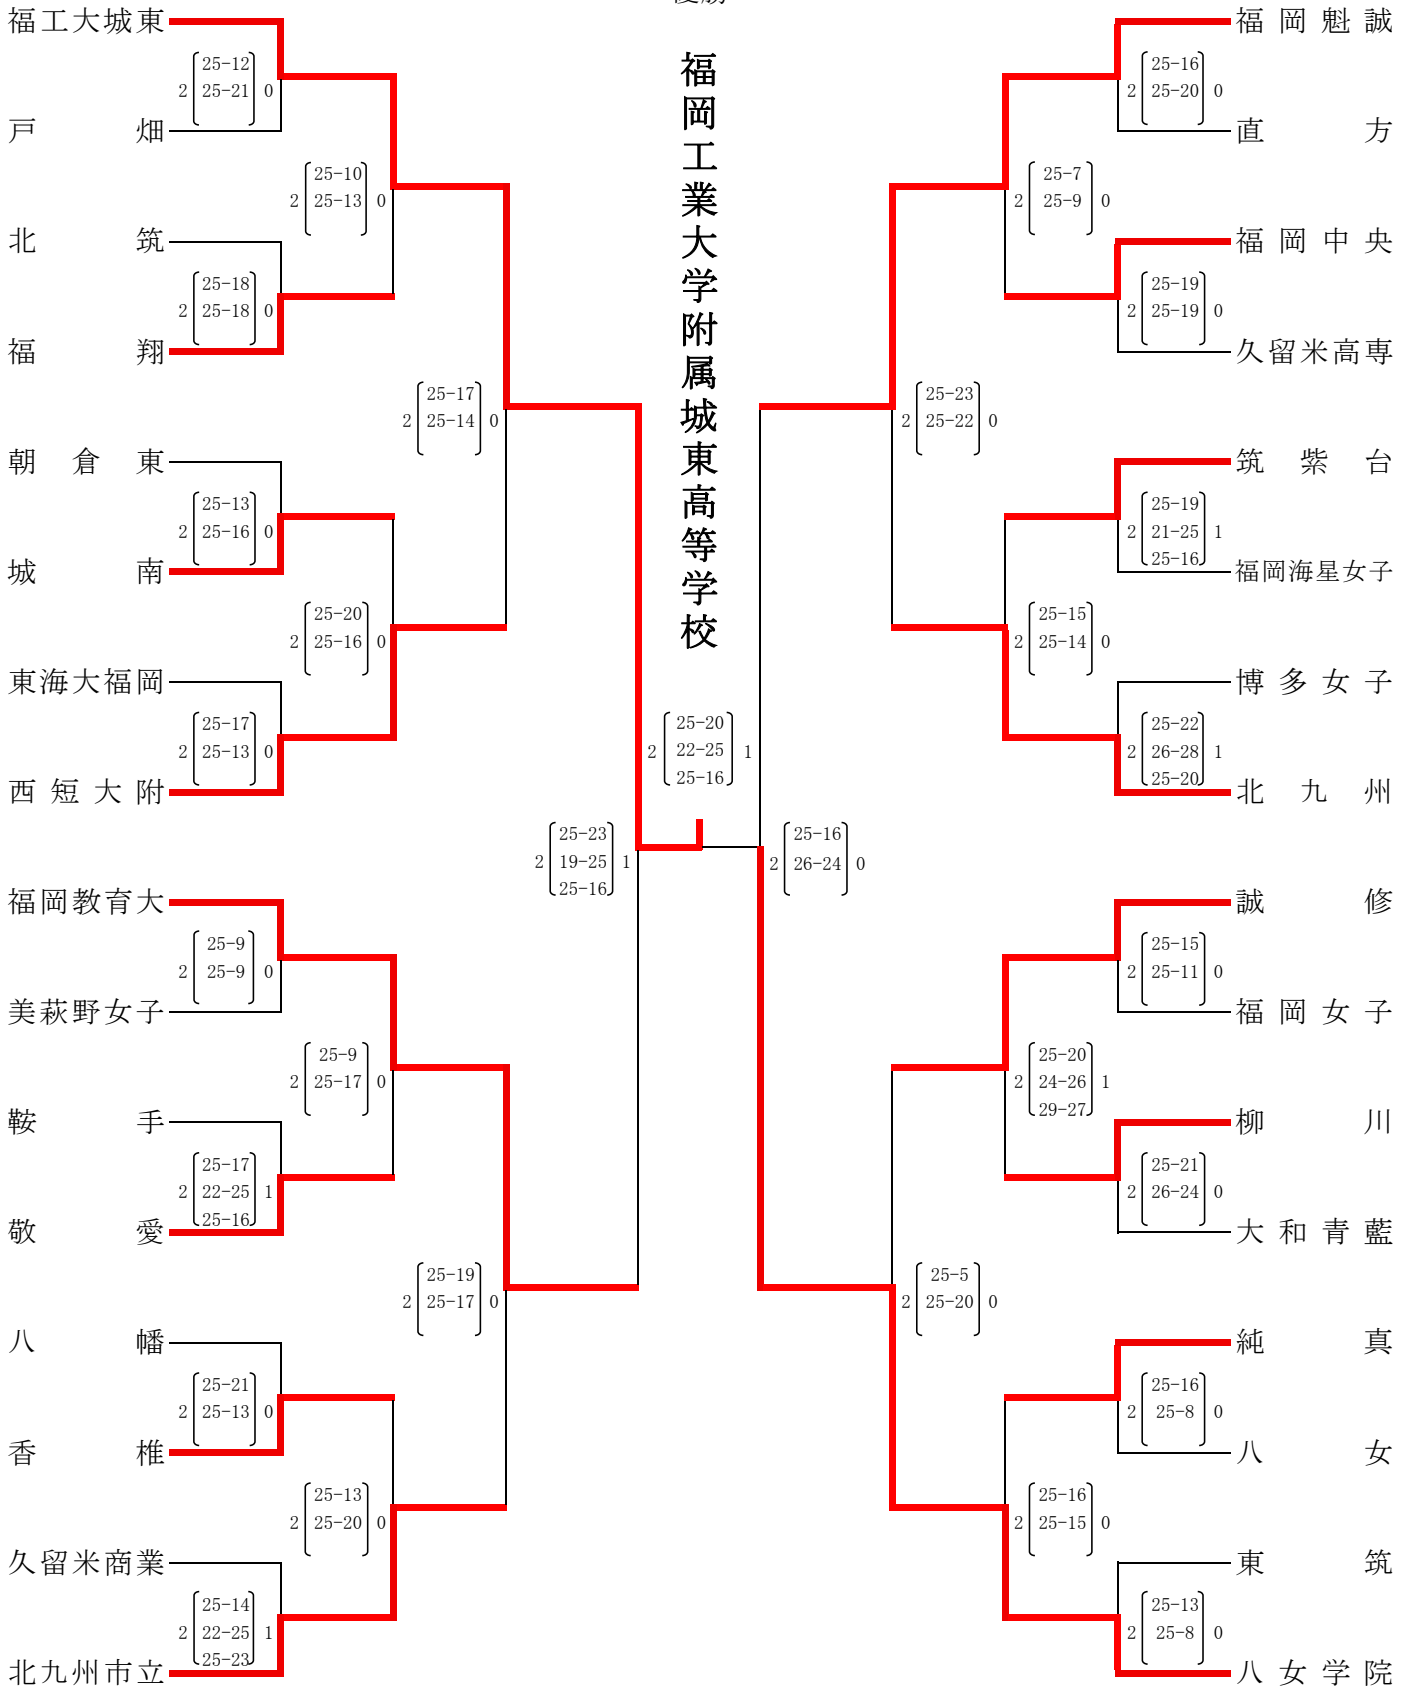 優勝
福岡工業大学附属城東高等学校
福工大城東
25-12
2 25-21 0
戸畑
25-10
2 25-13 0
北筑
25-18
2 25-18 0
福翔
25-17
2 25-14 0
朝倉東
25-13
2 25-16 0
城南
25-20
2 25-16 0
東海大福岡
25-17
2 25-13 0
西短大附
25-23
2 19-25 1
25-16
福岡教育大
25-9
2 25-9 0
美萩野女子
25-9
2 25-17 0
鞍手
25-17
2 22-25 1
25-16
敬愛
25-19
2 25-17 0
八幡
25-21
2 25-13 0
香椎
25-13
2 25-20 0
久留米商業
25-14
2 22-25 1
25-23
北九州市立
25-20
2 22-25 1
25-16
福岡魁誠
25-16
2 25-20 0
直方
25-7
2 25-9 0
福岡中央
25-19
2 25-19 0
久留米高専
25-23
2 25-22 0
筑紫台
25-19
2 21-25 1
25-16
福岡海星女子
25-15
2 25-14 0
博多女子
25-22
2 26-28 1
25-20
北九州
25-16
2 26-24 0
誠修
25-15
2 25-11 0
福岡女子
25-20
2 24-26 1
29-27
柳川
25-21
2 26-24 0
大和青藍
25-5
2 25-20 0
純真
25-16
2 25-8 0
八女
25-16
2 25-15 0
東筑
25-13
2 25-8 0
八女学院